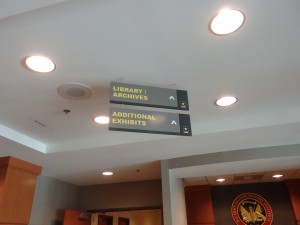 LIBRARY /
ARCHIVES
ADDITIONAL
EXHIBITS